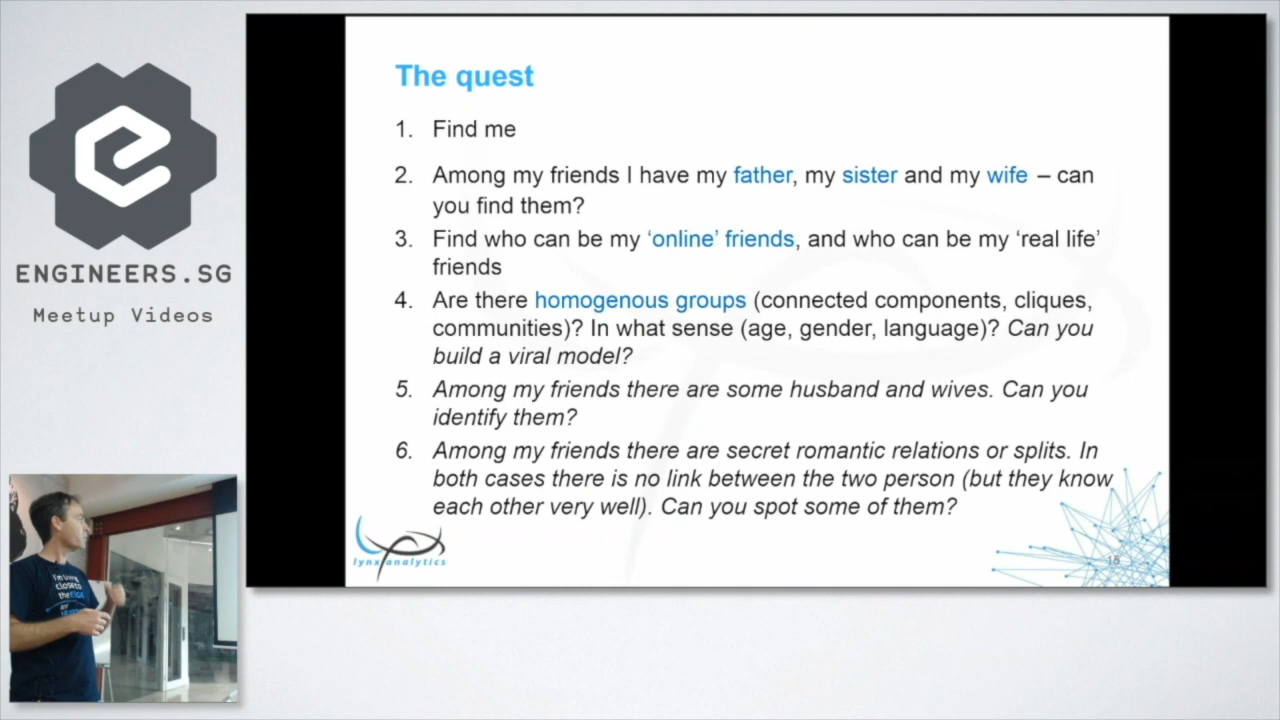 ENGINEERS.SG
Meetup Videos
The quest
1. Find me
2. Among my friends I have my father, my sister and my wife – can
you find them?
3. Find who can be my ‘online’ friends, and who can be my ‘real life’
friends
4. Are there homogenous groups (connected components, cliques,
communities)? In what sense (age, gender, language)? Can you
build a viral model?
5. Among my friends there are some husband and wives. Can you
identify them?
6. Among my friends there are secret romantic relations or splits. In
both cases there is no link between the two person (but they know
each other very well). Can you spot some of them?
lynx analytics
15
I'm living
close to
the